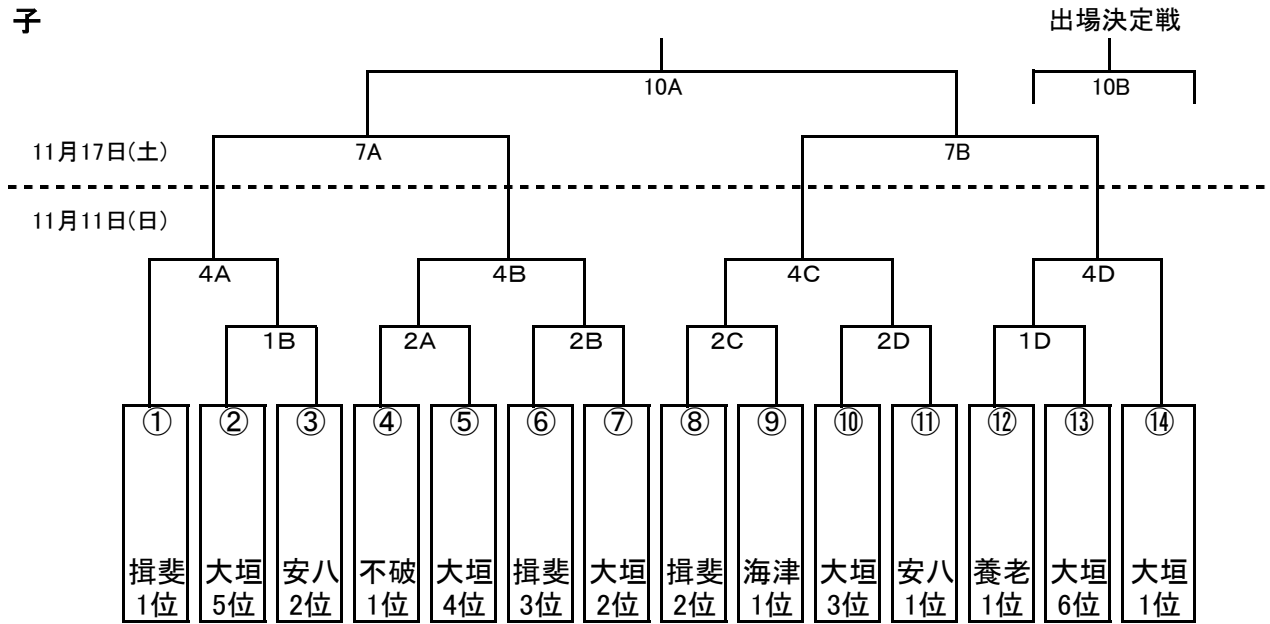 子
出場決定戦
10A
10B
11月17日(土)
7A
7B
11月11日(日)
4A
4B
4C
4D
1B
2A
2B
2C
2D
1D
① ② ③ ④ ⑤ ⑥ ⑦ ⑧ ⑨ ⑩ ⑪ ⑫ ⑬ ⑭
揖斐 大垣 安八 不破 大垣 揖斐 大垣 揖斐 海津 大垣 安八 養老 大垣 大垣
1位 5位 2位 1位 4位 3位 2位 2位 1位 3位 1位 1位 6位 1位